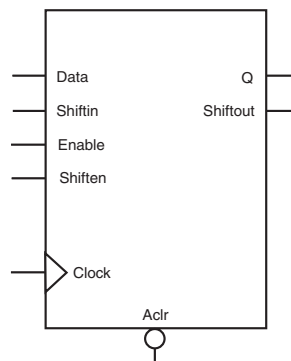 Data
Q
Shiftin
Shiftout
Enable
Shiften
Clock
Aclr